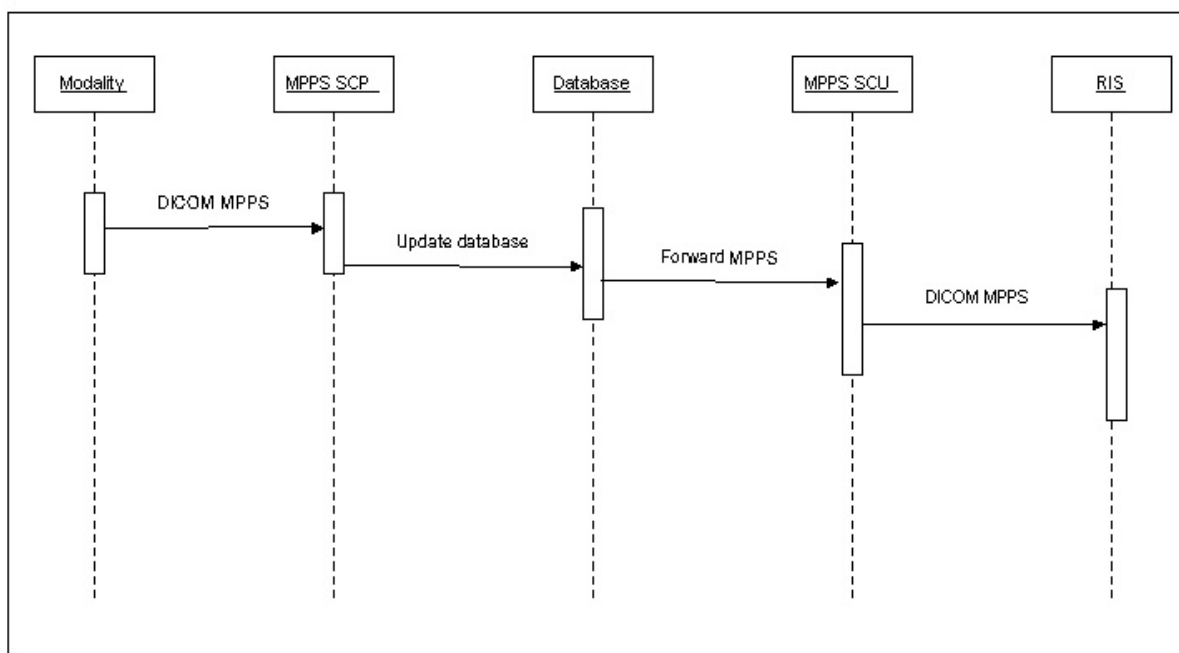 Modality
MPPS SCP
Database
MPPS SCU
RIS
DICOM MPPS
Update database
Forward MPPS
DICOM MPPS